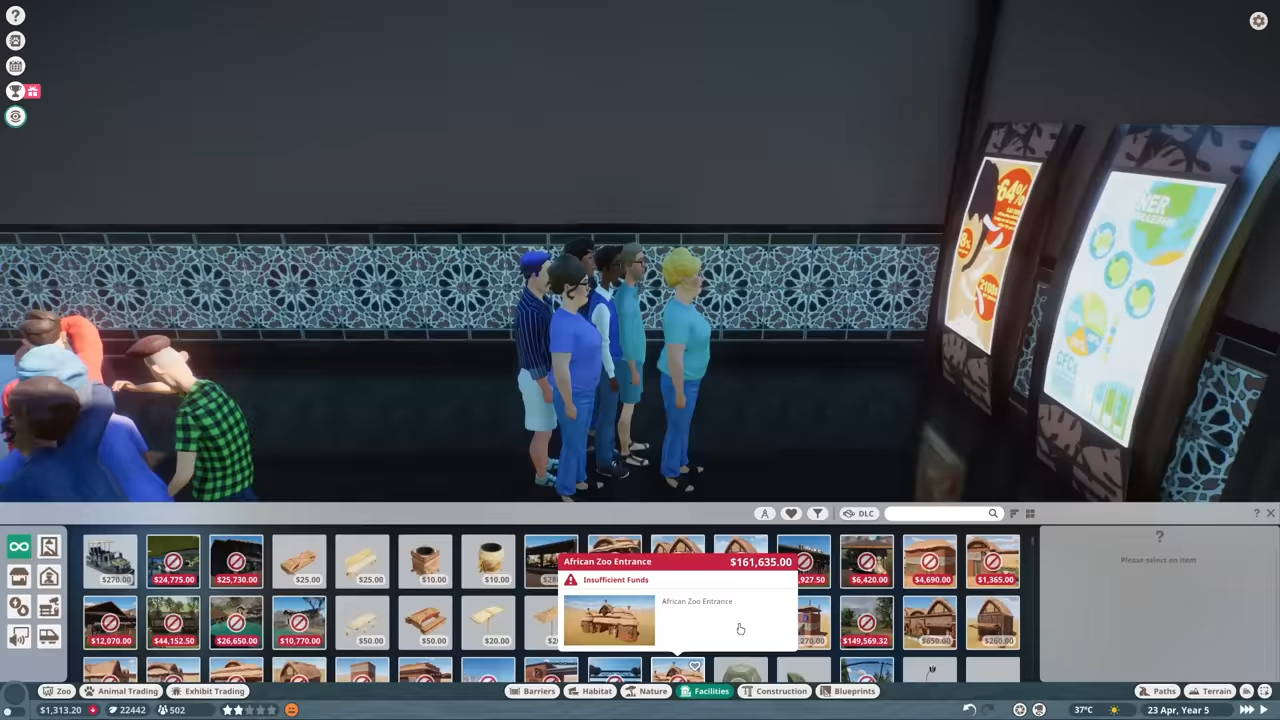 64%
DLC
African Zoo Entrance $161,635.00
Insufficient Funds
African Zoo Entrance
Please select an item
$270.00 $24,775.00 $25,730.00 $25.00 $25.00 $10.00 $10.00 $6,420.00 $4,690.00 $1,365.00
$12,070.00 $44,152.50 $26,650.00 $10,770.00 $50.00 $50.00 $20.00 $149,569.32 $650.00 $260.00
Zoo Animal Trading Exhibit Trading Barriers Habitat Nature Facilities Construction Blueprints Paths Terrain
$1,313.20 22442 502 37°C 23 Apr, Year 5